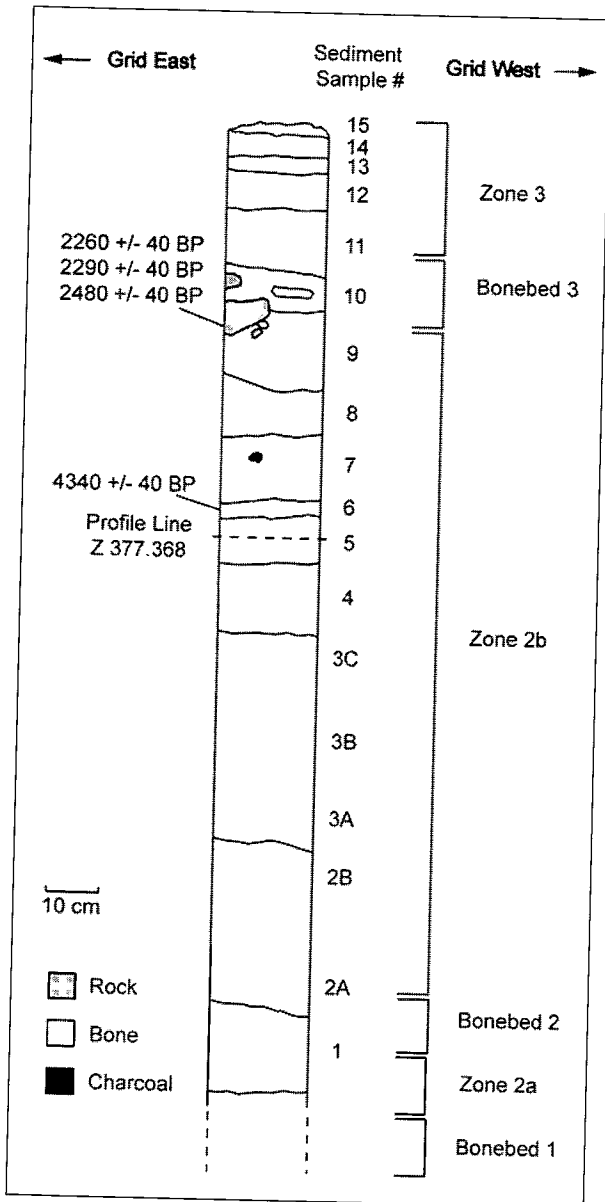 ← Grid East
Sediment
Sample #
Grid West →
15
14
13
12
11
10
9
8
7
6
5
4
3C
3B
3A
2B
2A
1
2260 +/- 40 BP
2290 +/- 40 BP
2480 +/- 40 BP
4340 +/- 40 BP
Profile Line
Z 377.368
Zone 3
Bonebed 3
Zone 2b
Bonebed 2
Zone 2a
Bonebed 1
10 cm
Rock
Bone
Charcoal